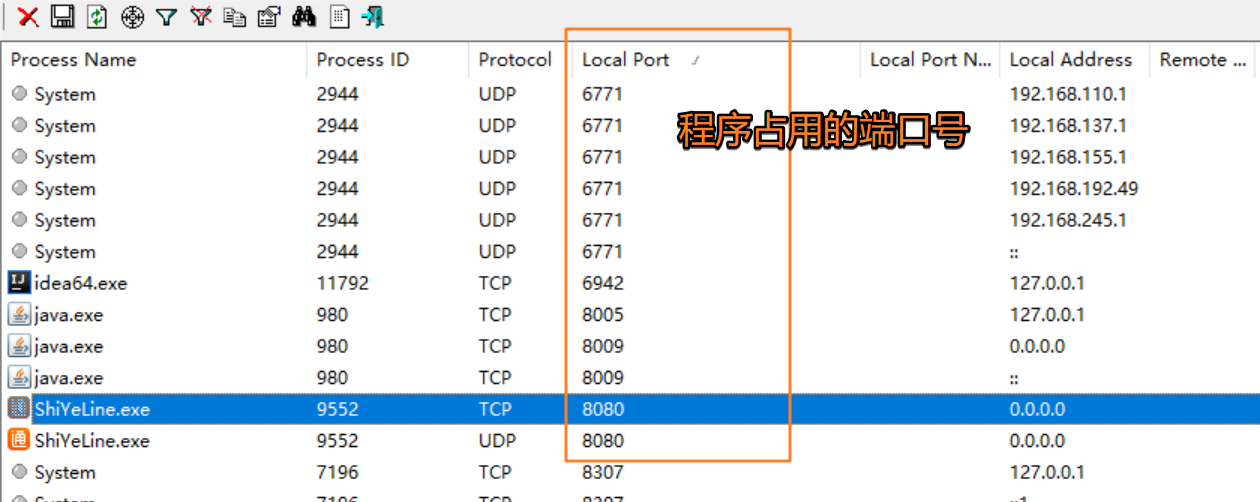 Process Name Process ID Protocol Local Port Local Port N... Local Address Remote ...
System 2944 UDP 6771 192.168.110.1
程序占用的端口号
System 2944 UDP 6771 192.168.137.1
System 2944 UDP 6771 192.168.155.1
System 2944 UDP 6771 192.168.192.49
System 2944 UDP 6771 192.168.245.1
System 2944 UDP 6771 ::
idea64.exe 11792 TCP 6942 127.0.0.1
java.exe 980 TCP 8005 127.0.0.1
java.exe 980 TCP 8009 0.0.0.0
java.exe 980 TCP 8009 ::
ShiYeLine.exe 9552 TCP 8080 0.0.0.0
ShiYeLine.exe 9552 UDP 8080 0.0.0.0
System 7196 TCP 8307 127.0.0.1